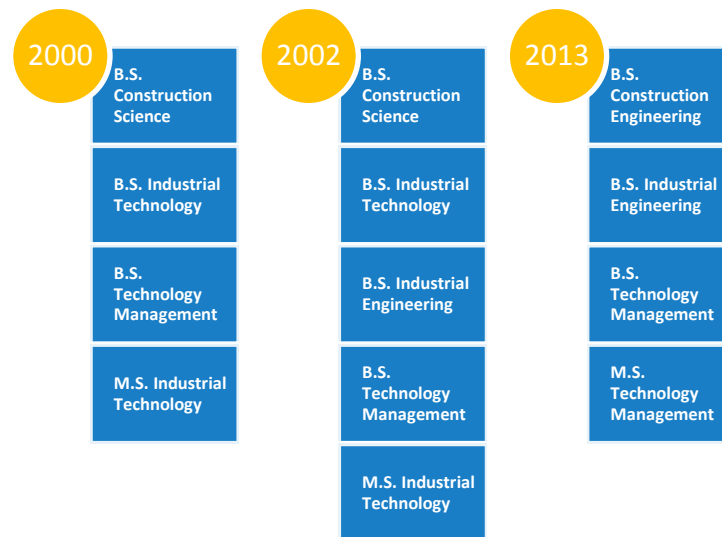 2000
B.S.
Construction
Science
B.S. Industrial
Technology
B.S.
Technology
Management
M.S. Industrial
Technology
2002
B.S.
Construction
Science
B.S. Industrial
Technology
B.S. Industrial
Engineering
B.S.
Technology
Management
M.S. Industrial
Technology
2013
B.S.
Construction
Engineering
B.S. Industrial
Engineering
B.S.
Technology
Management
M.S.
Technology
Management